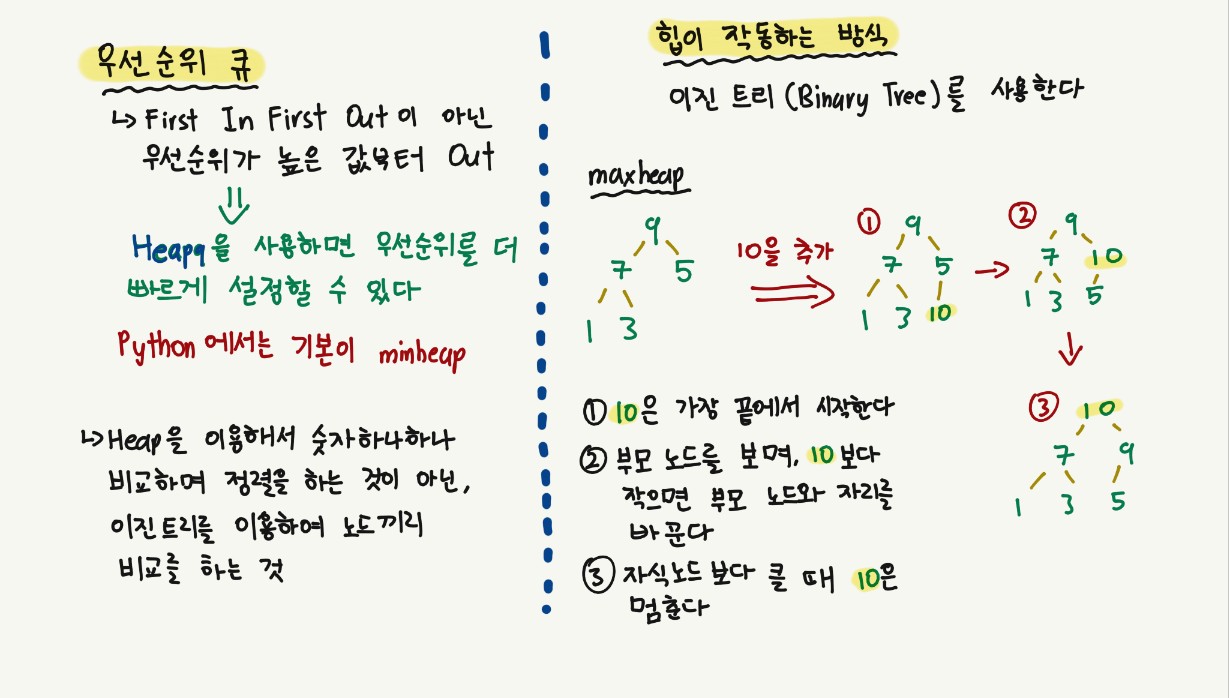 우선순위 큐
↳ First In First Out이 아닌
우선순위가 높은 값부터 Out
⇓
Heapq을 사용하면 우선순위를 더
빠르게 설정할 수 있다
Python에서는 기본이 minheap
↳ Heap을 이용해서 숫자하나하나
비교하며 정렬을 하는 것이 아닌,
이진트리를 이용하여 노드끼리
비교를 하는 것
힙이 작동하는 방식
이진 트리 (Binary Tree)를 사용한다
maxheap
9
7 5
1 3
10을 추가
①
9
7 5
1 3 10
②
9
7 10
1 3 5
③
10
7 9
1 3 5
① 10은 가장 끝에서 시작한다
② 부모 노드를 보며, 10보다
작으면 부모 노드와 자리를
바꾼다
③ 자식노드 보다 클 때 10은
멈춘다